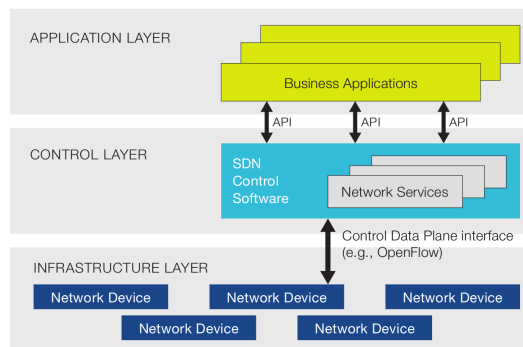 APPLICATION LAYER
Business Applications
API
API
API
CONTROL LAYER
SDN
Control
Software
Network Services
Control Data Plane interface
(e.g., OpenFlow)
INFRASTRUCTURE LAYER
Network Device
Network Device
Network Device
Network Device
Network Device